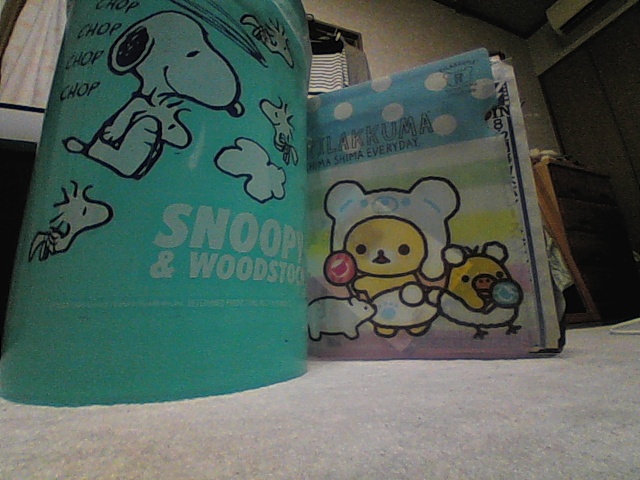 CHOP
CHOP
CHOP
CHOP
SNOOPY
& WOODSTOCK
RILAKKUMA
SHIMA SHIMA EVERYDAY